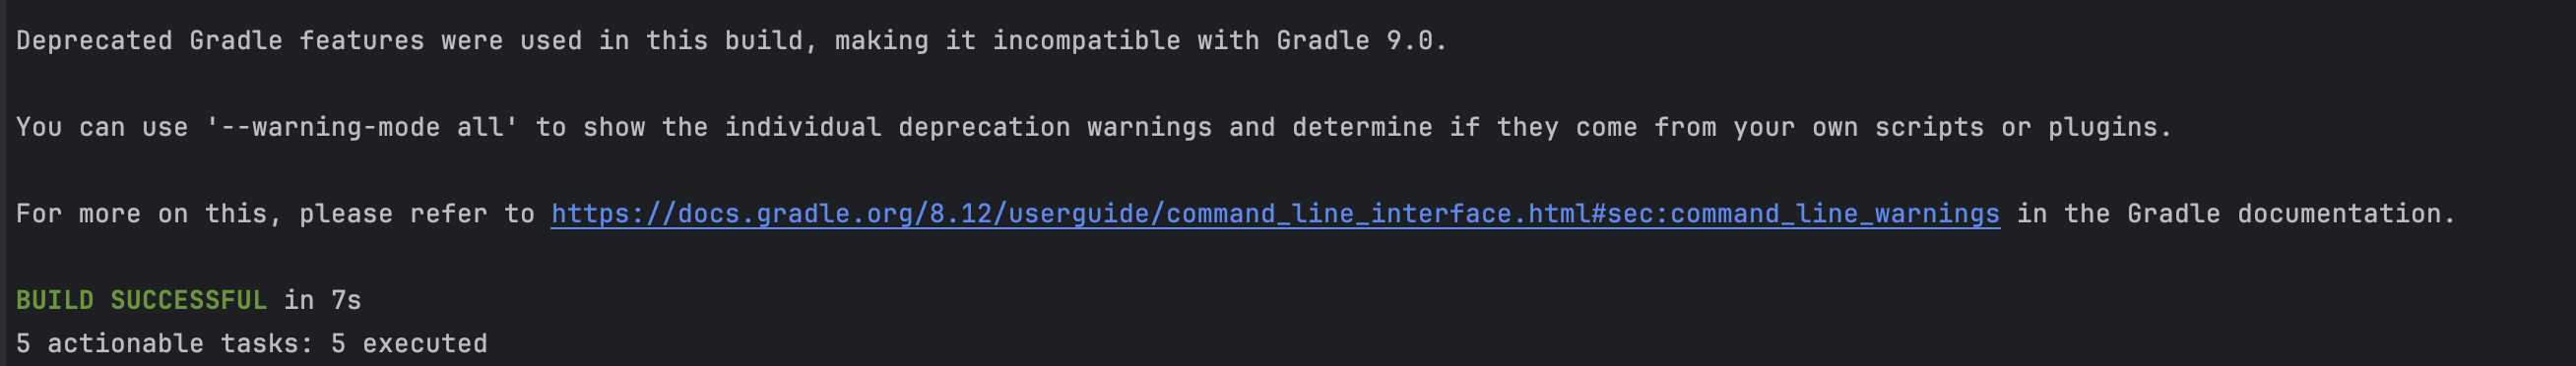 Deprecated Gradle features were used in this build, making it incompatible with Gradle 9.0.
You can use '--warning-mode all' to show the individual deprecation warnings and determine if they come from your own scripts or plugins.
For more on this, please refer to https://docs.gradle.org/8.12/userguide/command_line_interface.html#sec:command_line_warnings in the Gradle documentation.
BUILD SUCCESSFUL in 7s
5 actionable tasks: 5 executed